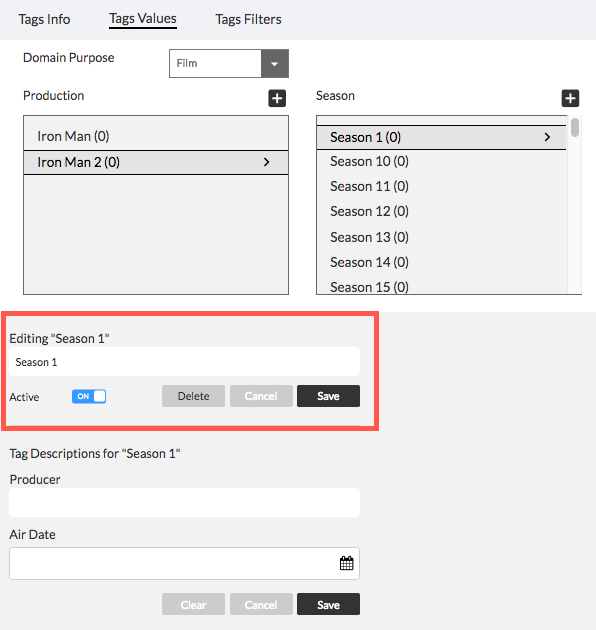 Tags Info Tags Values Tags Filters
Domain Purpose Film
Production Season
Iron Man (0)
Iron Man 2 (0)
Season 1 (0)
Season 10 (0)
Season 11 (0)
Season 12 (0)
Season 13 (0)
Season 14 (0)
Season 15 (0)
Editing "Season 1"
Season 1
Active ON Delete Cancel Save
Tag Descriptions for "Season 1"
Producer
Air Date
Clear Cancel Save